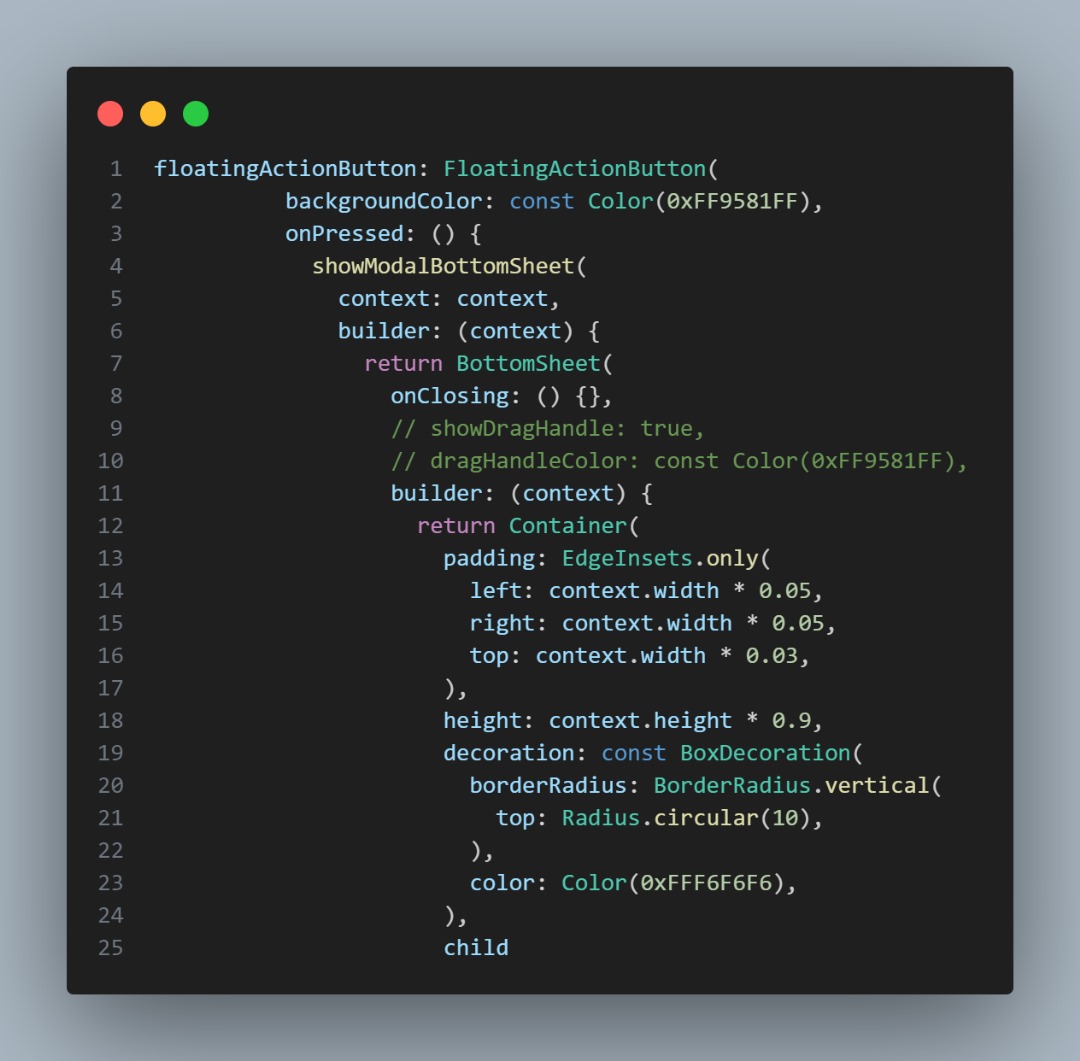 1 floatingActionButton: FloatingActionButton(
2 backgroundColor: const Color(0xFF9581FF),
3 onPressed: () {
4 showModalBottomSheet(
5 context: context,
6 builder: (context) {
7 return BottomSheet(
8 onClosing: () {},
9 // showDragHandle: true,
10 // dragHandleColor: const Color(0xFF9581FF),
11 builder: (context) {
12 return Container(
13 padding: EdgeInsets.only(
14 left: context.width * 0.05,
15 right: context.width * 0.05,
16 top: context.width * 0.03,
17 ),
18 height: context.height * 0.9,
19 decoration: const BoxDecoration(
20 borderRadius: BorderRadius.vertical(
21 top: Radius.circular(10),
22 ),
23 color: Color(0xFFF6F6F6),
24 ),
25 child